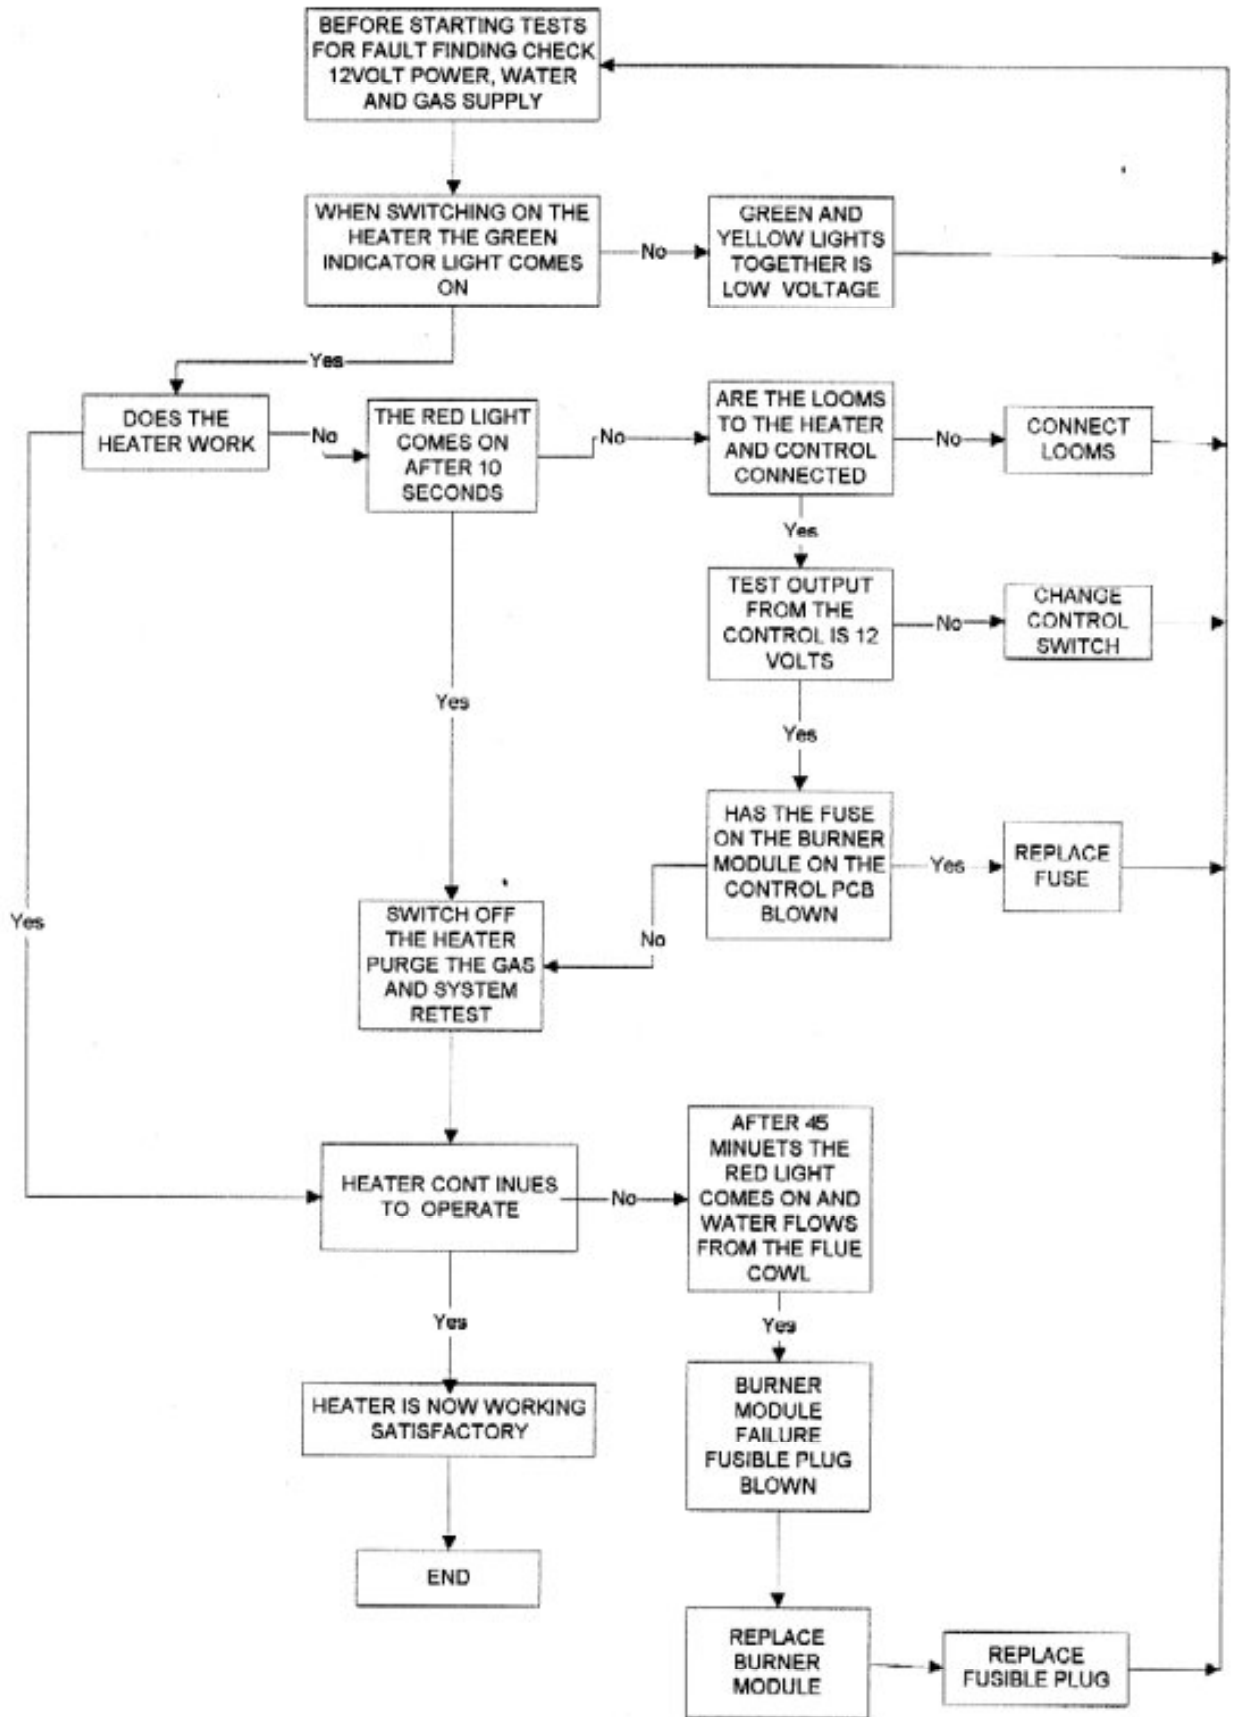 BEFORE STARTING TESTS
FOR FAULT FINDING CHECK
12VOLT POWER, WATER
AND GAS SUPPLY
WHEN SWITCHING ON THE
HEATER THE GREEN
INDICATOR LIGHT COMES
ON
No
GREEN AND
YELLOW LIGHTS
TOGETHER IS
LOW VOLTAGE
Yes
DOES THE
HEATER WORK
No
THE RED LIGHT
COMES ON
AFTER 10
SECONDS
No
ARE THE LOOMS
TO THE HEATER
AND CONTROL
CONNECTED
No
CONNECT
LOOMS
Yes
TEST OUTPUT
FROM THE
CONTROL IS 12
VOLTS
No
CHANGE
CONTROL
SWITCH
Yes
Yes
HAS THE FUSE
ON THE BURNER
MODULE ON THE
CONTROL PCB
BLOWN
Yes
REPLACE
FUSE
Yes
No
SWITCH OFF
THE HEATER
PURGE THE GAS
AND SYSTEM
RETEST
HEATER CONT INUES
TO OPERATE
No
AFTER 45
MINUETS THE
RED LIGHT
COMES ON AND
WATER FLOWS
FROM THE FLUE
COWL
Yes
Yes
HEATER IS NOW WORKING
SATISFACTORY
BURNER
MODULE
FAILURE
FUSIBLE PLUG
BLOWN
END
REPLACE
BURNER
MODULE
REPLACE
FUSIBLE PLUG